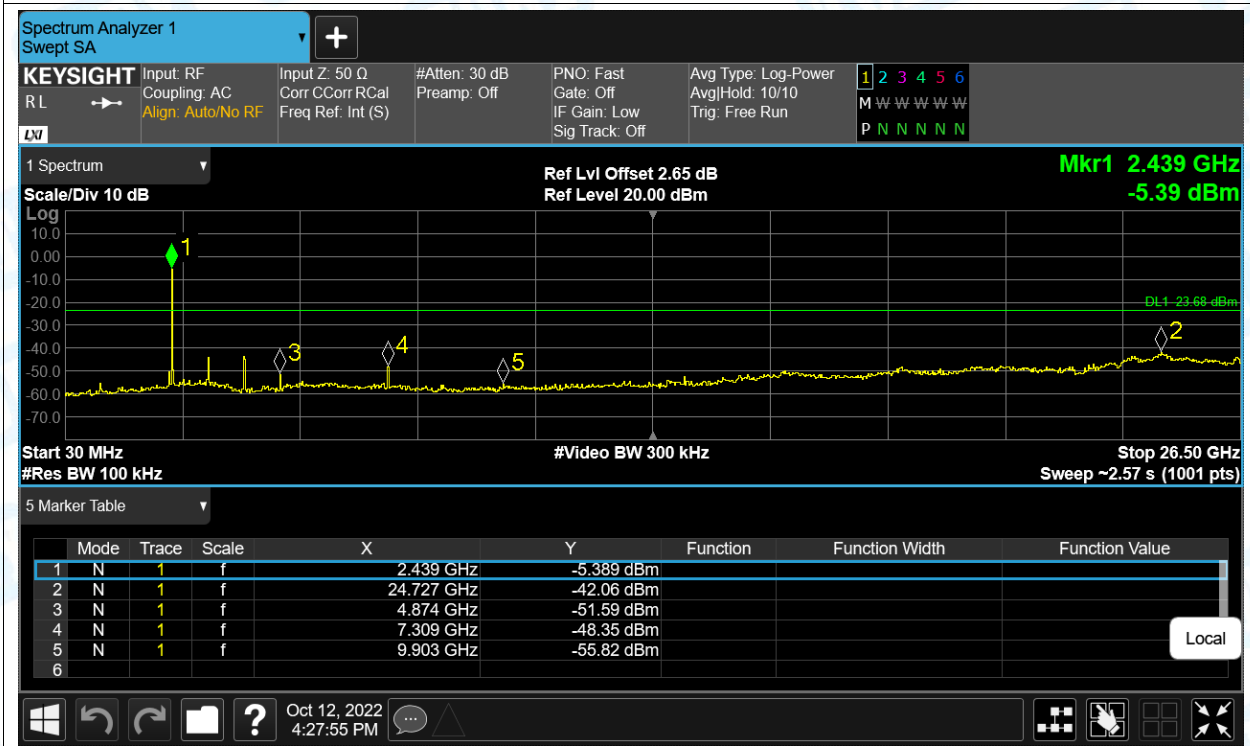 Spectrum Analyzer 1
Swept SA
KEYSIGHT
R L
LXI
Input: RF
Coupling: AC
Align: Auto/No RF
Input Z: 50 Ω
Corr CCorr RCal
Freq Ref: Int (S)
#Atten: 30 dB
Preamp: Off
PNO: Fast
Gate: Off
IF Gain: Low
Sig Track: Off
Avg Type: Log-Power
Avg|Hold: 10/10
Trig: Free Run
1 2 3 4 5 6
M W W W W W
P N N N N N
1 Spectrum
Scale/Div 10 dB
Ref Lvl Offset 2.65 dB
Ref Level 20.00 dBm
Mkr1 2.439 GHz
-5.39 dBm
Log
10.0
0.00
-10.0
-20.0
-30.0
-40.0
-50.0
-60.0
-70.0
1
DL1 -23.68 dBm
2
3
4
5
Start 30 MHz
#Video BW 300 kHz
Stop 26.50 GHz
#Res BW 100 kHz
Sweep ~2.57 s (1001 pts)
5 Marker Table
Mode Trace Scale X Y Function Function Width Function Value
1 N 1 f 2.439 GHz -5.389 dBm
2 N 1 f 24.727 GHz -42.06 dBm
3 N 1 f 4.874 GHz -51.59 dBm
4 N 1 f 7.309 GHz -48.35 dBm
5 N 1 f 9.903 GHz -55.82 dBm
6
Local
?
Oct 12, 2022
4:27:55 PM